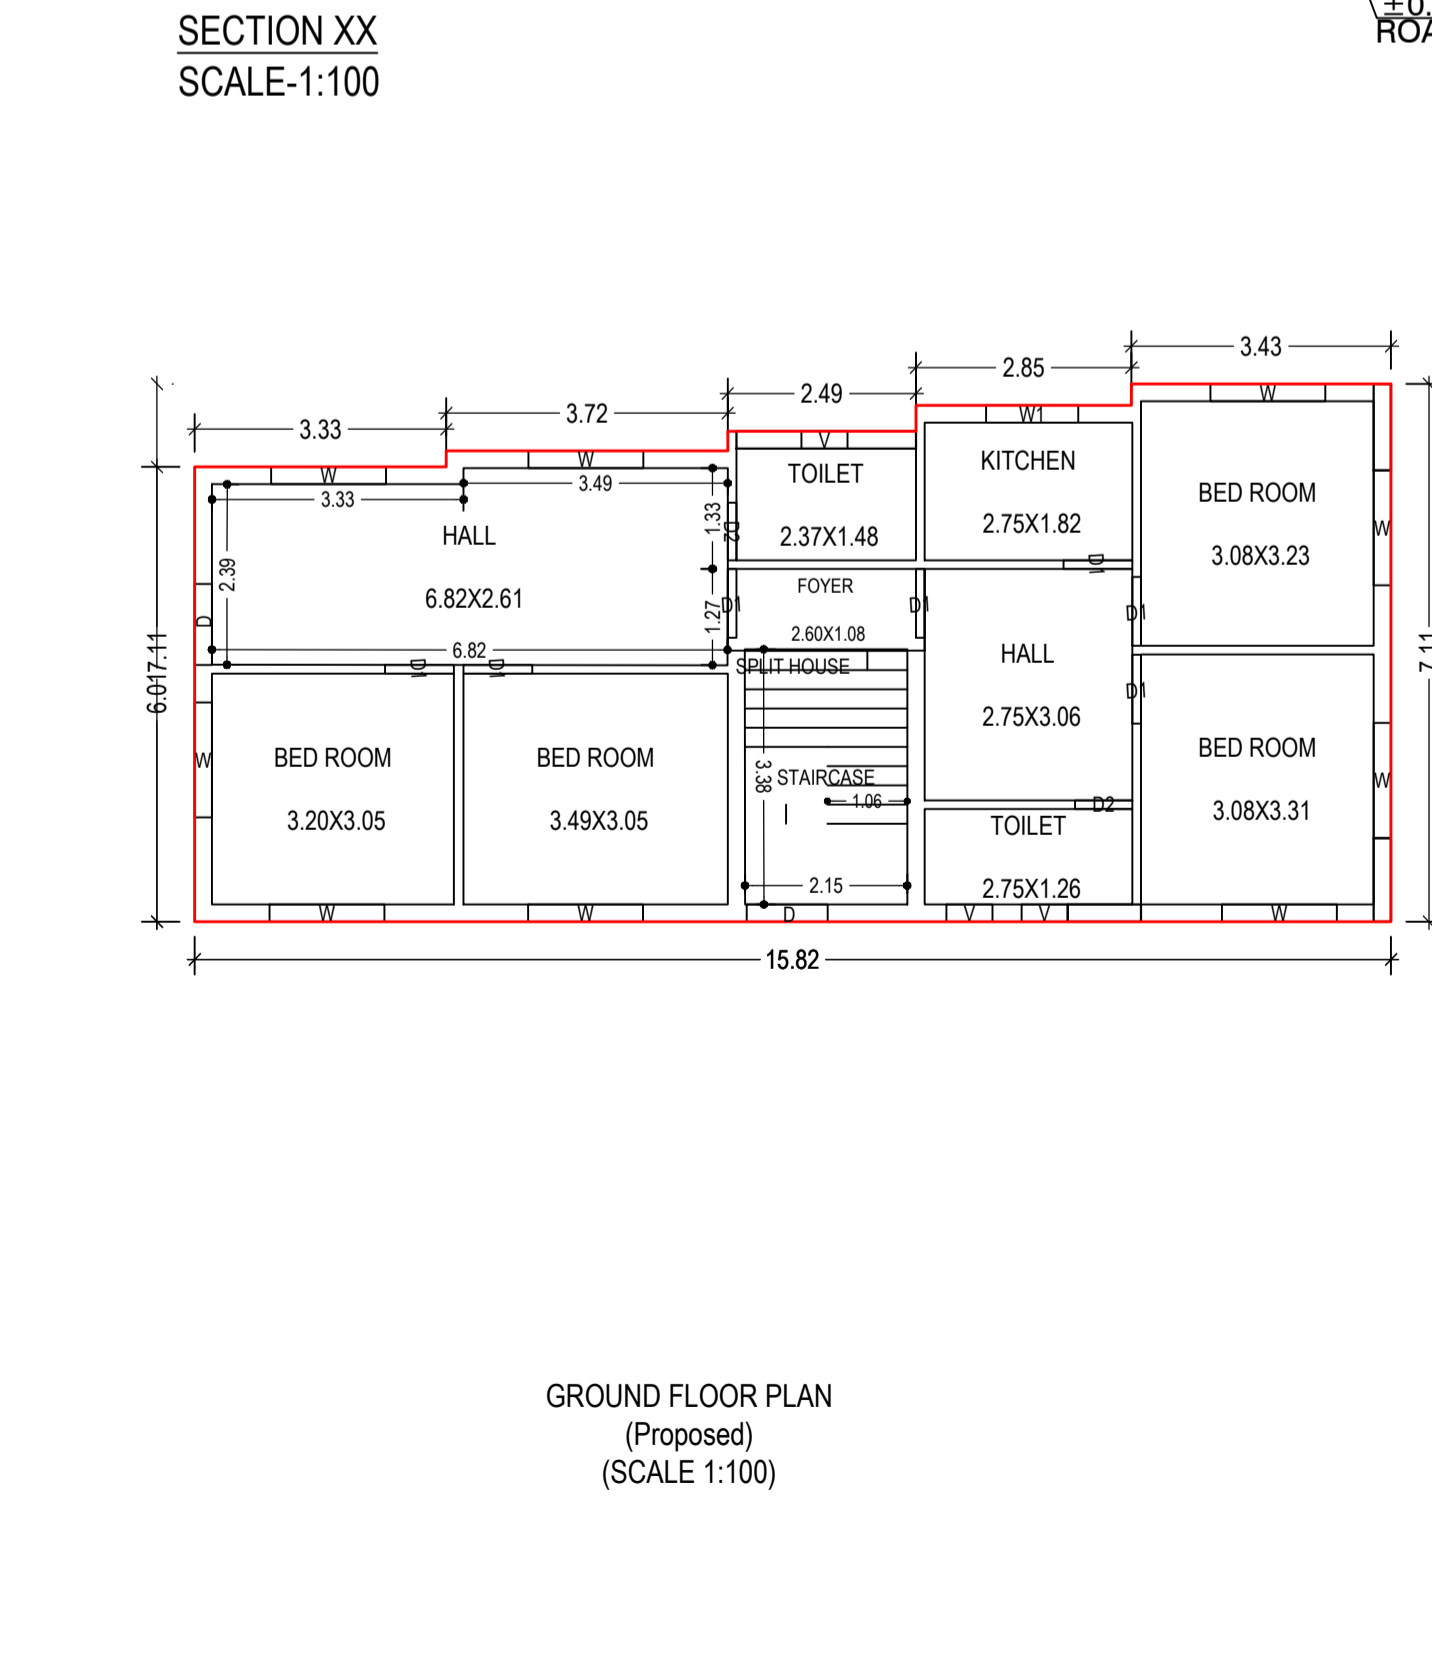 SECTION XX
SCALE-1:100
±0.
ROA
3.43
2.85
2.49
3.72
3.33
W
W1
V
W
W
3.33
3.49
TOILET
2.37X1.48
KITCHEN
2.75X1.82
BED ROOM
3.08X3.23
W
HALL
6.82X2.61
2.39
1.33
1.27
D2
D1
D
6.82
FOYER
2.60X1.08
D1
D1
D1
D1
HALL
2.75X3.06
SPLIT HOUSE
D1
D1
6.017.11
7.11
W
BED ROOM
3.20X3.05
BED ROOM
3.49X3.05
3.38
STAIRCASE
1.06
2.15
D2
TOILET
2.75X1.26
BED ROOM
3.08X3.31
W
W
W
D
V
V
W
15.82
GROUND FLOOR PLAN
(Proposed)
(SCALE 1:100)